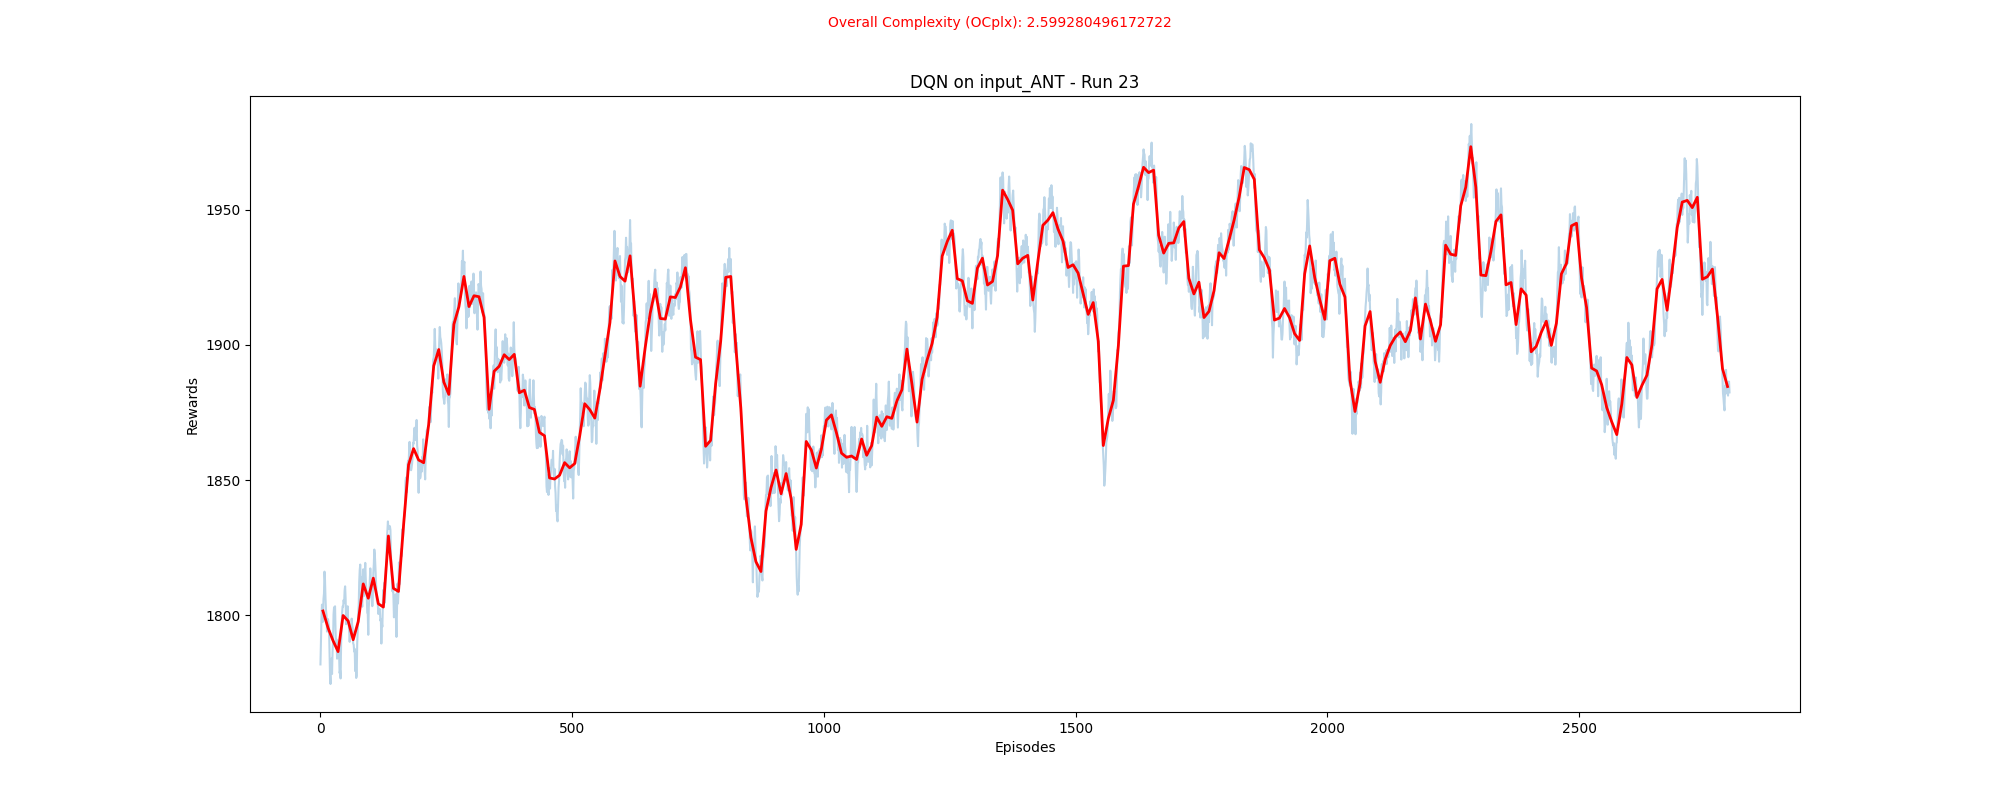 Overall Complexity (OCplx): 2.599280496172722
DQN on input_ANT - Run 23
Rewards
1950
1900
1850
1800
0 500 1000 1500 2000 2500
Episodes